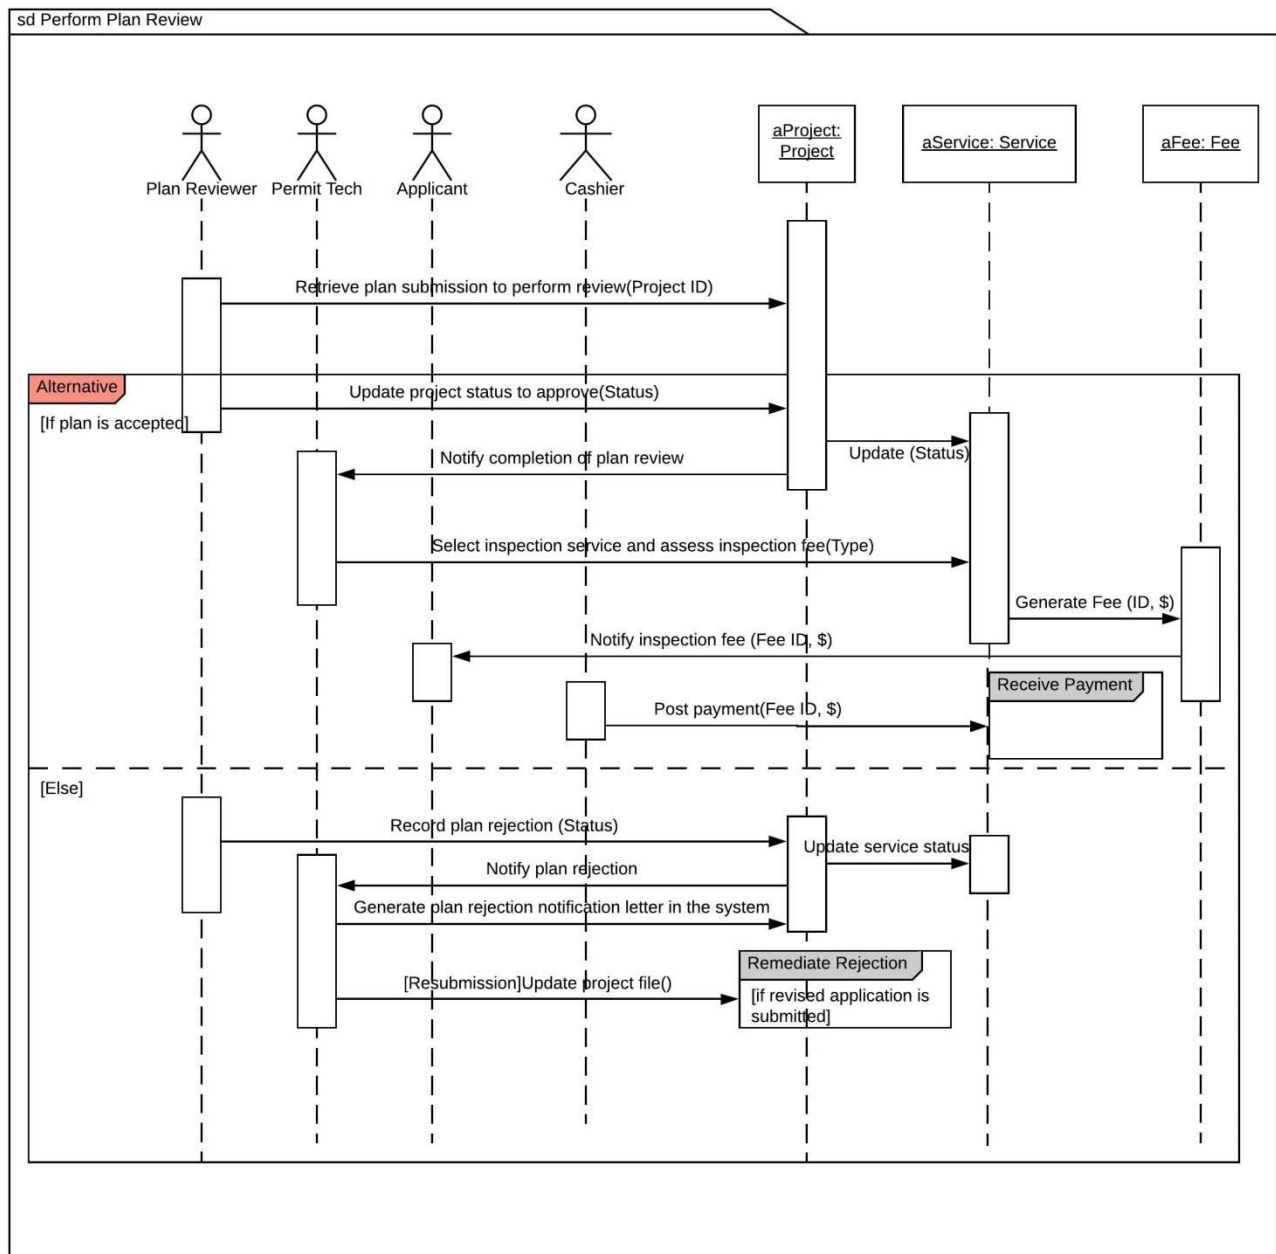 sd Perform Plan Review
Plan Reviewer
Permit Tech
Applicant
Cashier
aProject:
Project
aService: Service
aFee: Fee
Retrieve plan submission to perform review(Project ID)
Alternative
Update project status to approve(Status)
[If plan is accepted]
Update (Status)
Notify completion of plan review
Select inspection service and assess inspection fee(Type)
Generate Fee (ID, $)
Notify inspection fee (Fee ID, $)
Receive Payment
Post payment(Fee ID, $)
[Else]
Record plan rejection (Status)
Update service status
Notify plan rejection
Generate plan rejection notification letter in the system
Remediate Rejection
[Resubmission]Update project file()
[if revised application is
submitted]